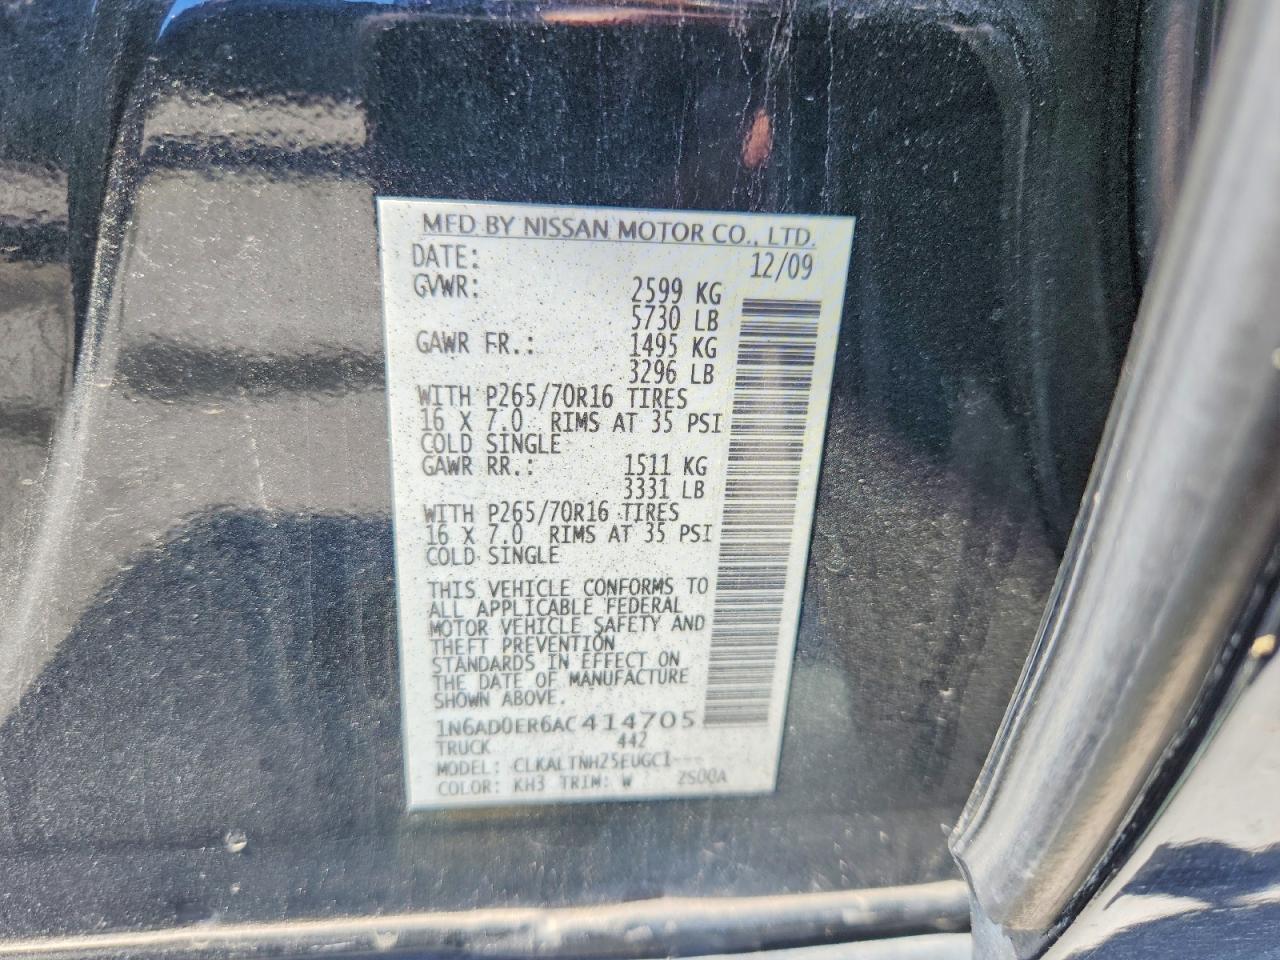 MFD BY NISSAN MOTOR CO., LTD.
DATE: 12/09
GVWR: 2599 KG
5730 LB
GAWR FR.: 1495 KG
3296 LB
WITH P265/70R16 TIRES
16 X 7.0 RIMS AT 35 PSI
COLD SINGLE
GAWR RR.: 1511 KG
3331 LB
WITH P265/70R16 TIRES
16 X 7.0 RIMS AT 35 PSI
COLD SINGLE
THIS VEHICLE CONFORMS TO
ALL APPLICABLE FEDERAL
MOTOR VEHICLE SAFETY AND
THEFT PREVENTION
STANDARDS IN EFFECT ON
THE DATE OF MANUFACTURE
SHOWN ABOVE.
1N6AD0ER6AC414705
TRUCK 442
MODEL: CLKALTNH25EUGCI---
COLOR: KH3 TRIM: W 2S00A